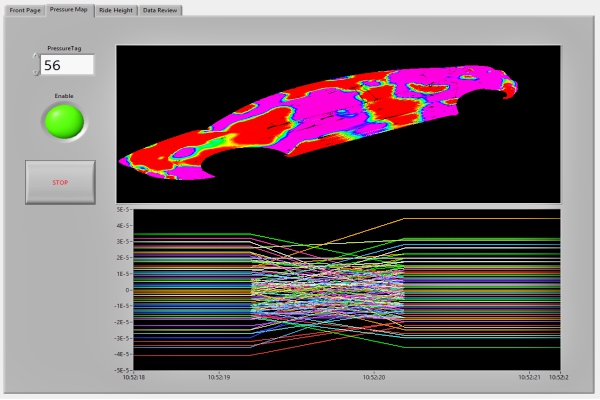 Front Page
Pressure Map
Ride Height
Data Review
PressureTag
56
Enable
STOP
5E-5
4E-5
3E-5
2E-5
1E-5
0
-1E-5
-2E-5
-3E-5
-4E-5
-5E-5
10:52:18
10:52:19
10:52:20
10:52:21
10:52:2